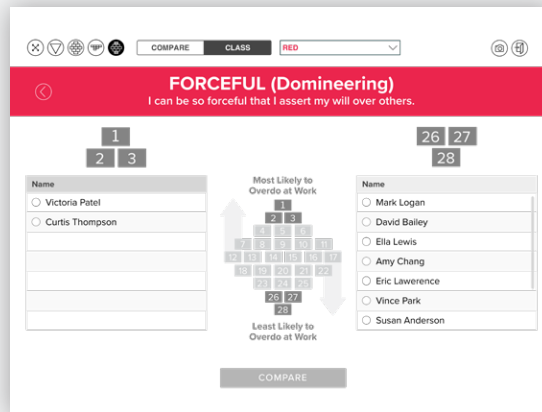 COMPARE CLASS RED
FORCEFUL (Domineering)
I can be so forceful that I assert my will over others.
1
2 3
Name
Victoria Patel
Curtis Thompson
Most Likely to
Overdo at Work
1
2 3
4 5 6
7 8 9 10 11
12 13 14 15 16 17
18 19 20 21 22
23 24 25
26 27
28
Least Likely to
Overdo at Work
26 27
28
Name
Mark Logan
David Bailey
Ella Lewis
Amy Chang
Eric Lawerence
Vince Park
Susan Anderson
COMPARE